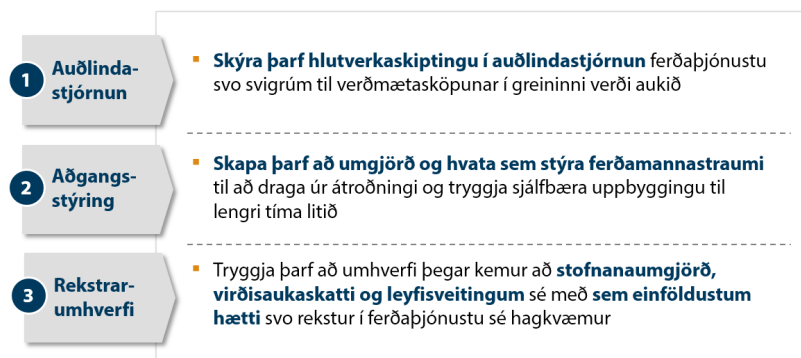 1
Auðlinda-
stjórnun
Skýra þarf hlutverkaskiptingu í auðlindastjórnun ferðaþjónustu
svo svigrúm til verðmætasköpunar í greininni verði aukið
2
Aðgangs-
stýring
Skapa þarf að umgjörð og hvata sem stýra ferðamannastraumi
til að draga úr átroðningi og tryggja sjálfbæra uppbyggingu til
lengri tíma litið
3
Rekstrar-
umhverfi
Tryggja þarf að umhverfi þegar kemur að stofnanaumgjörð,
virðisaukaskatti og leyfisveitingum sé með sem einföldustum
hætti svo rekstur í ferðaþjónustu sé hagkvæmur